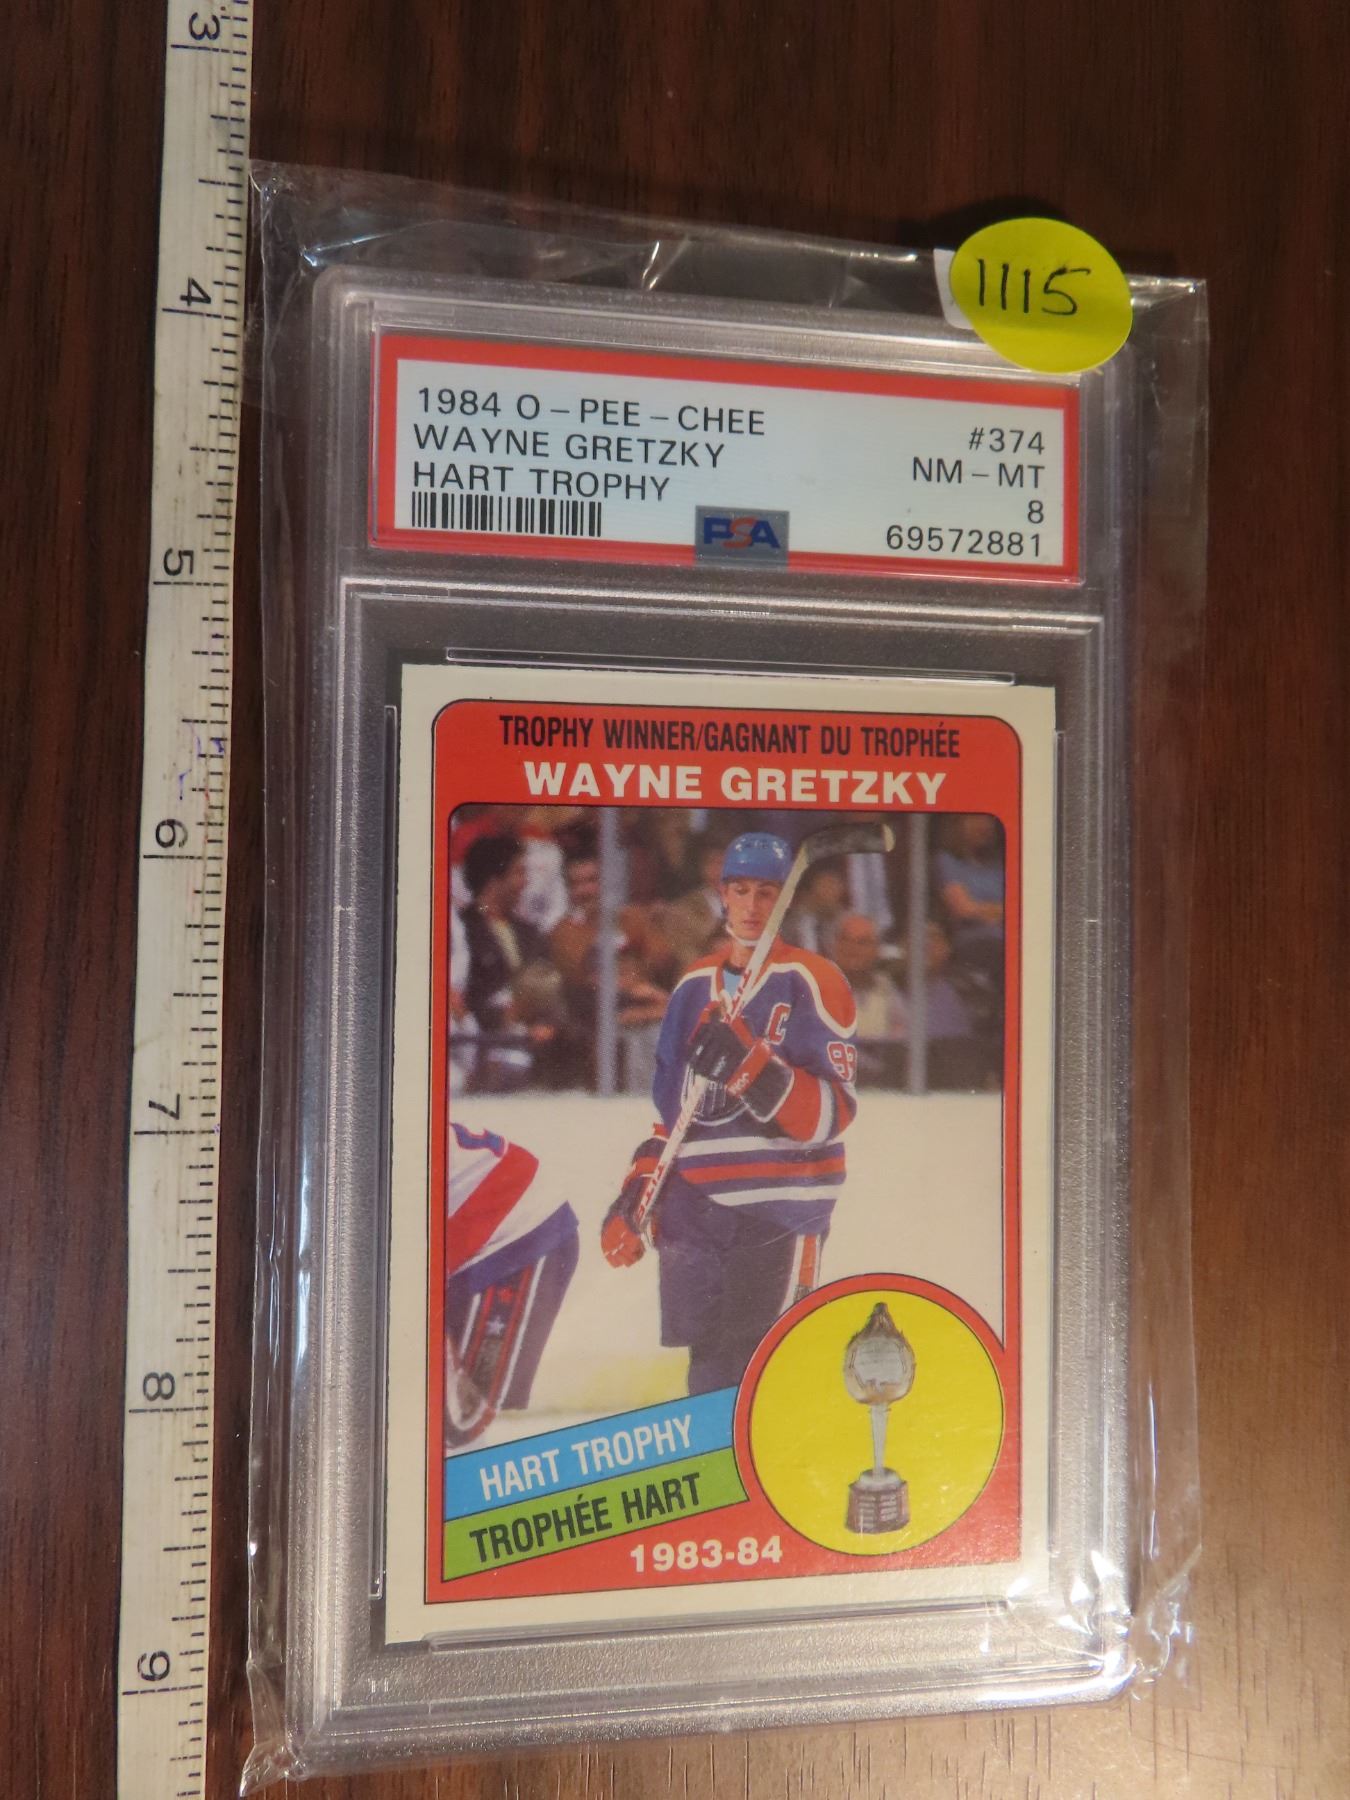 3
4
5
6
7
8
9
1115
1984 O-PEE-CHEE
WAYNE GRETZKY
HART TROPHY
#374
NM-MT
8
69572881
PSA
TROPHY WINNER/GAGNANT DU TROPHÉE
WAYNE GRETZKY
C
99
HART TROPHY
TROPHÉE HART
1983-84